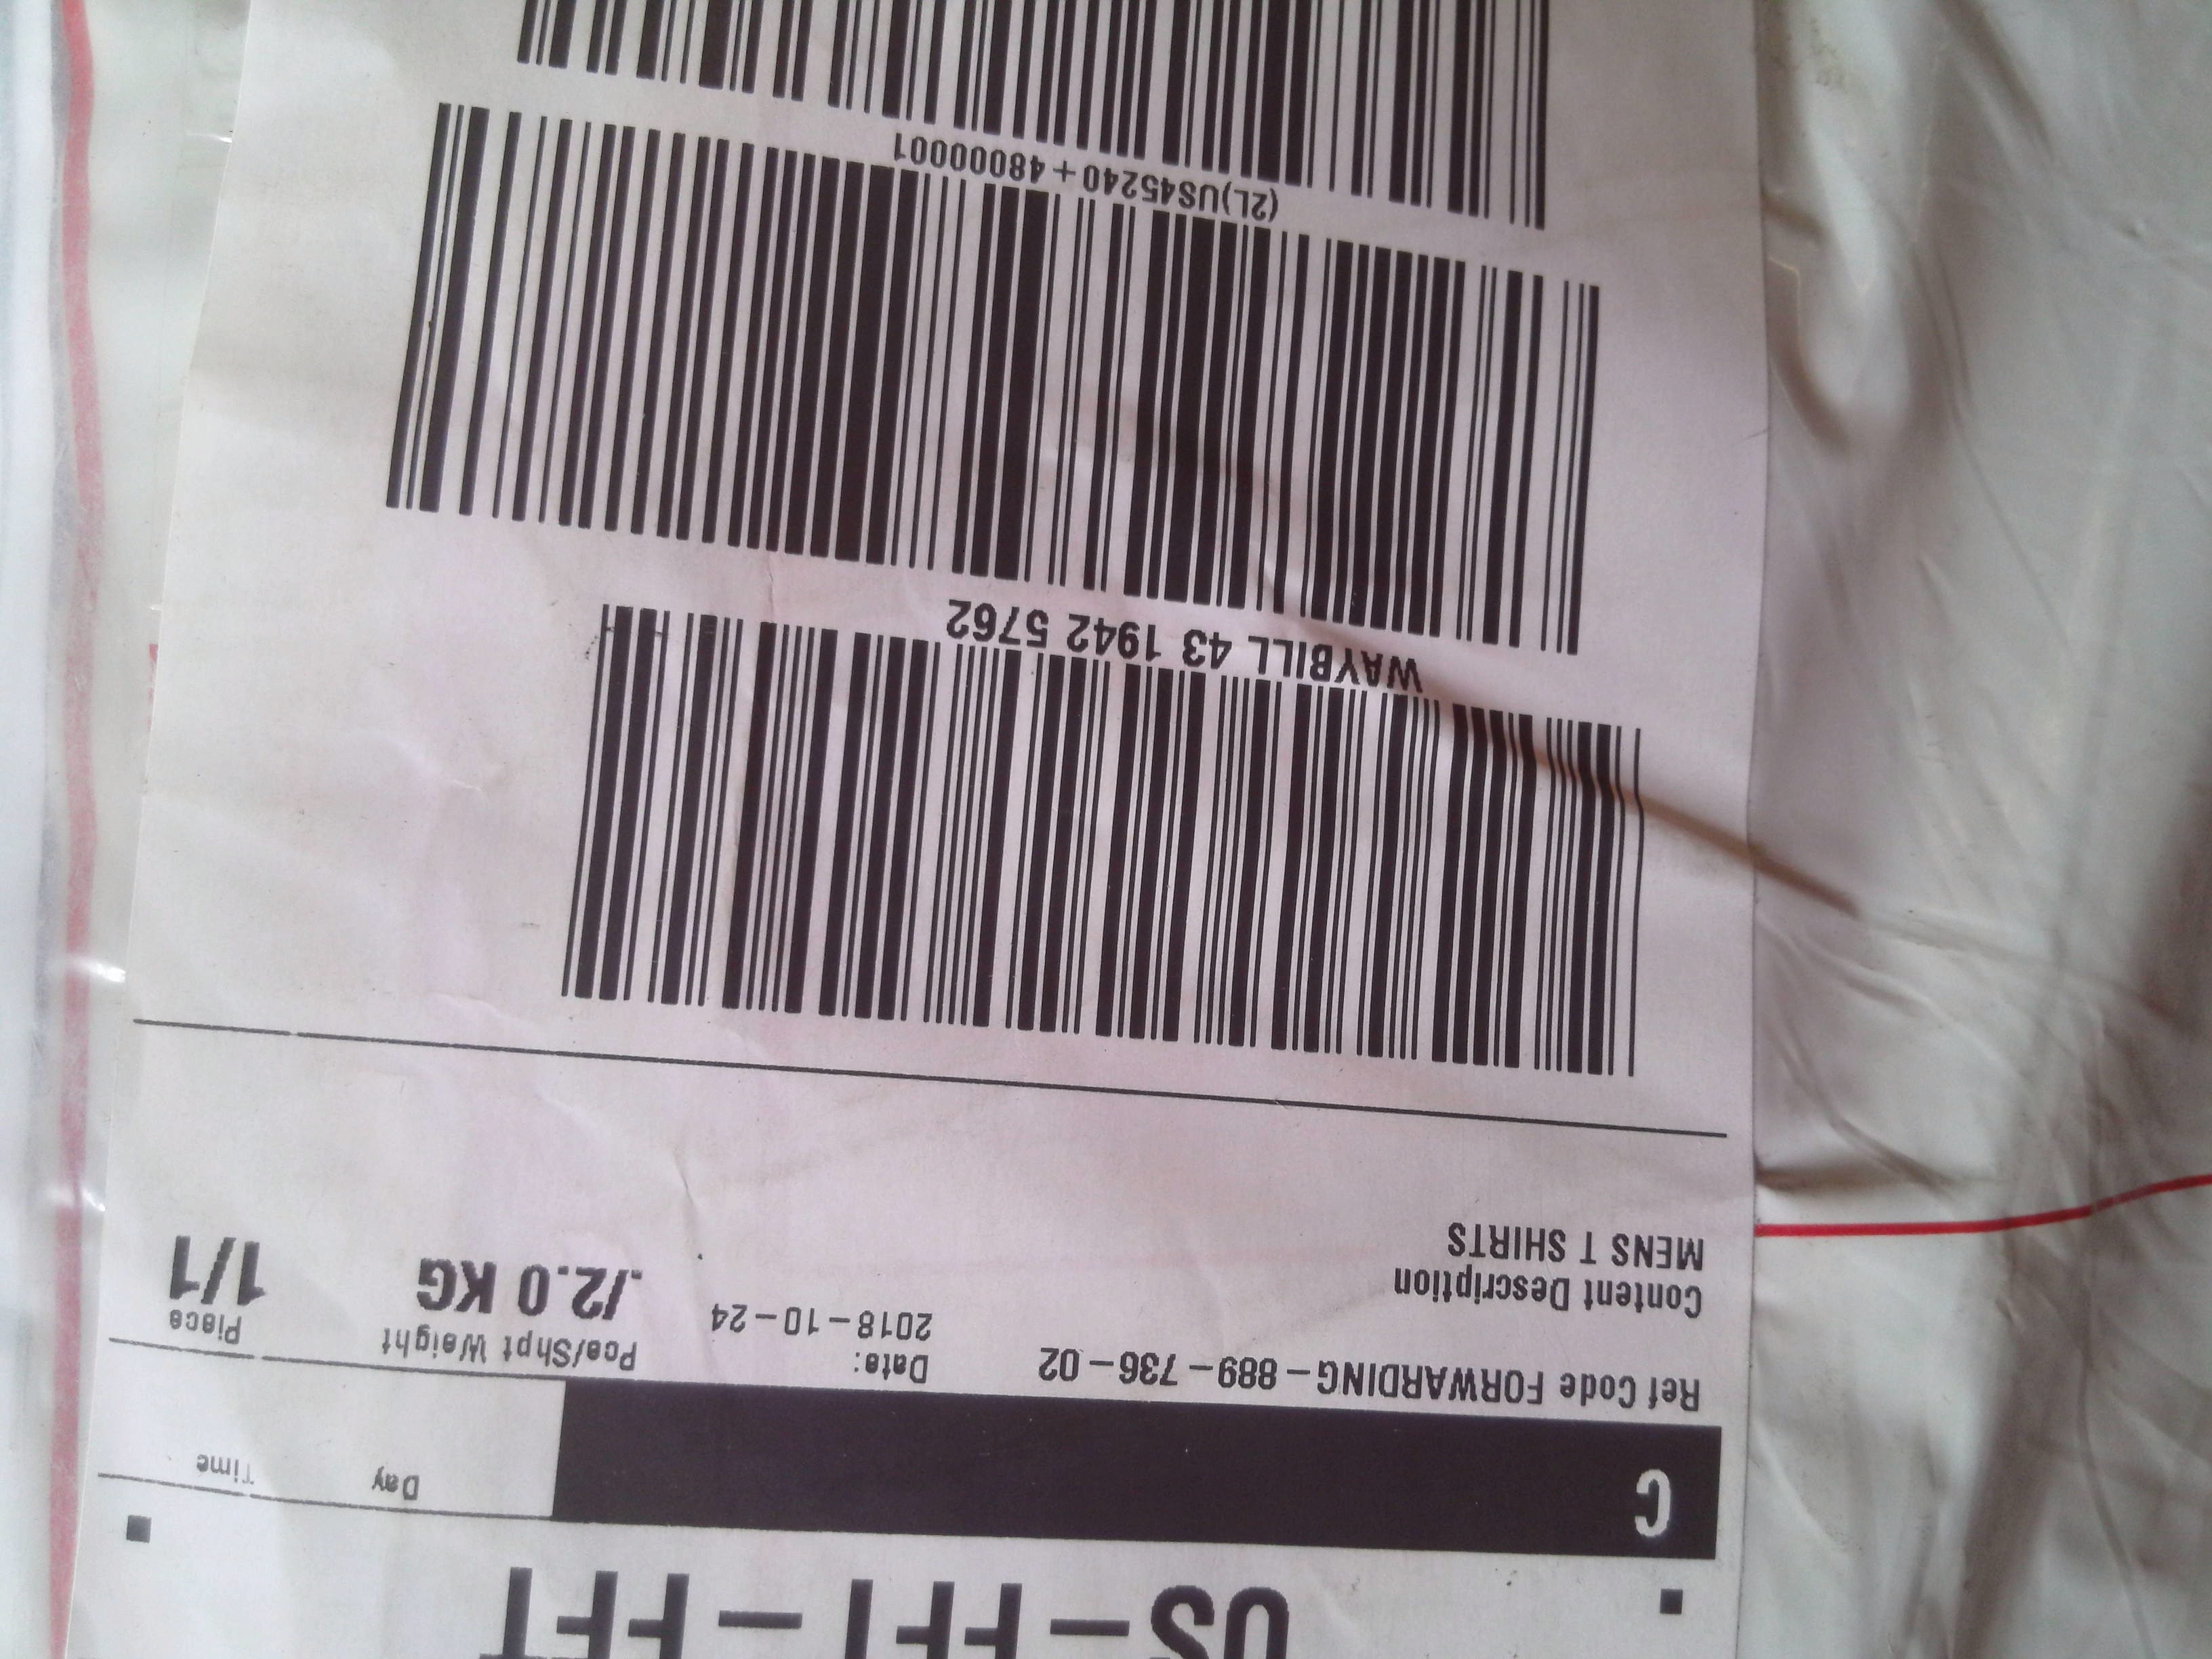 US-FFT-FFT
C
Day Time
Ref Code FORWARDING-889-736-02
Date:
2018-10-24
Pce/Shpt Weight
./2.0 KG
Piece
1/1
Content Description
MENS T SHIRTS
WAYBILL 43 1942 5762
(2L)US45240+48000001